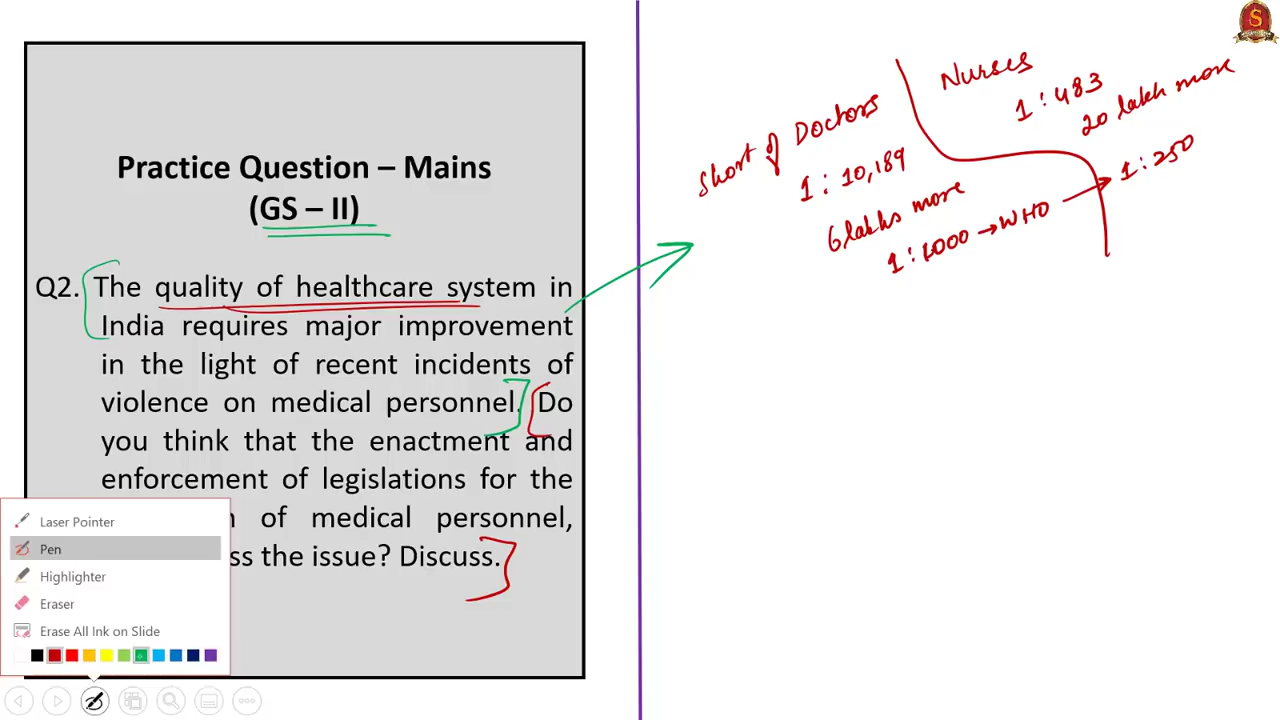 Practice Question – Mains
(GS – II)
Q2. The quality of healthcare system in
India requires major improvement
in the light of recent incidents of
violence on medical personnel. Do
you think that the enactment and
enforcement of legislations for the
of medical personnel,
the issue? Discuss.
Laser Pointer
Pen
Highlighter
Eraser
Erase All Ink on Slide
Short of Doctors
1 : 10,189
6 lakhs more
1 : 1000 → WHO
Nurses
1 : 483
20 lakh more
1 : 250
S